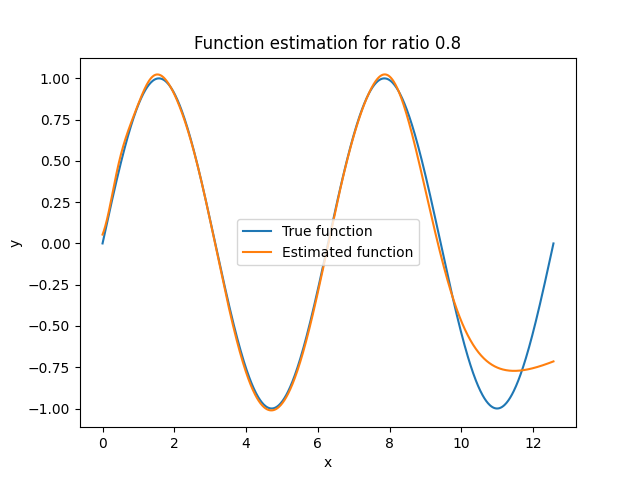 Function estimation for ratio 0.8
1.00
0.75
0.50
0.25
0.00
−0.25
−0.50
−0.75
−1.00
y
True function
Estimated function
0 2 4 6 8 10 12
x